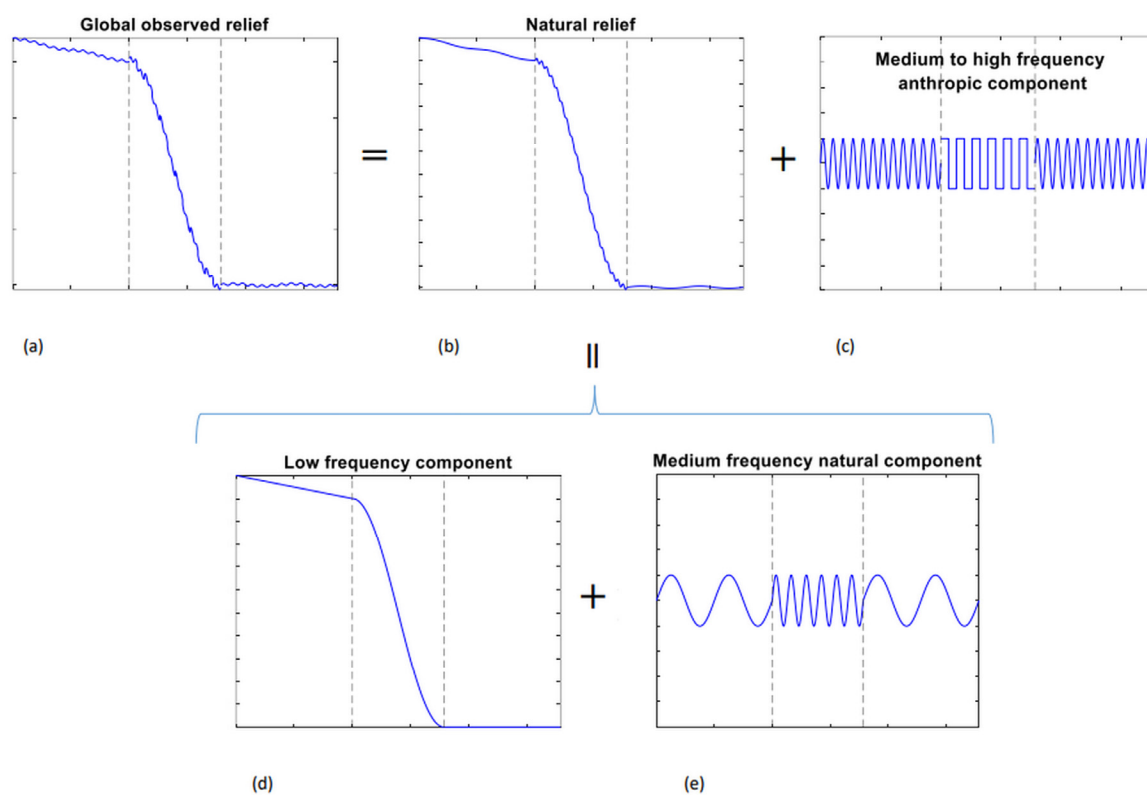 Global observed relief
Natural relief
Medium to high frequency
anthropic component
=
+
(a)
(b)
(c)
=
Low frequency component
Medium frequency natural component
+
(d)
(e)